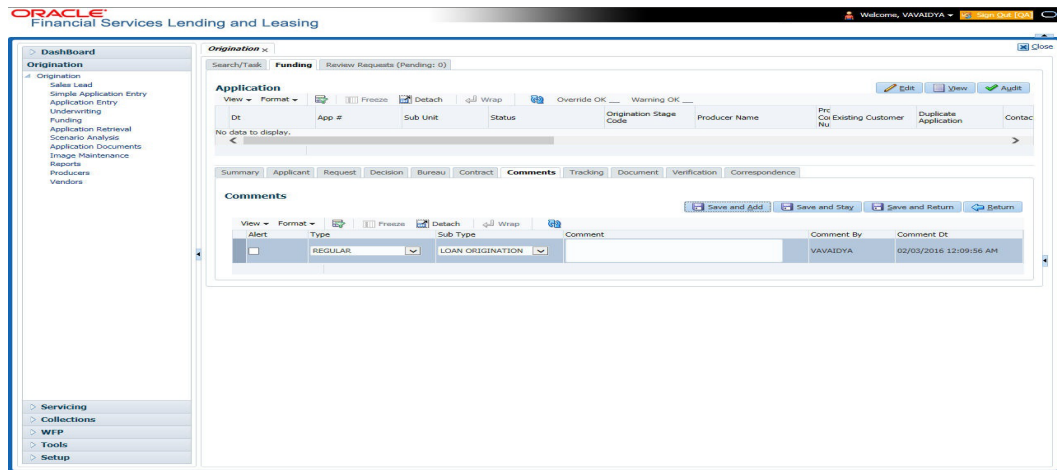 ORACLE
Financial Services Lending and Leasing
Welcome, VAVAIDYA
Sign Out [QA]
DashBoard
Origination
Origination
Sales Lead
Simple Application Entry
Application Entry
Underwriting
Funding
Application Retrieval
Scenario Analysis
Application Documents
Image Maintenance
Reports
Producers
Vendors
Servicing
Collections
WFP
Tools
Setup
Origination x
Close
Search/Task Funding Review Requests (Pending: 0)
Application
Edit View Audit
View Format Freeze Detach Wrap Override OK __ Warning OK __
Dt App # Sub Unit Status Origination Stage Code Producer Name Prc Co Nu Existing Customer Duplicate Application Contac
No data to display.
Summary Applicant Request Decision Bureau Contract Comments Tracking Document Verification Correspondence
Comments
Save and Add Save and Stay Save and Return Return
View Format Freeze Detach Wrap
Alert Type Sub Type Comment Comment By Comment Dt
REGULAR LOAN ORIGINATION VAVAIDYA 02/03/2016 12:09:56 AM